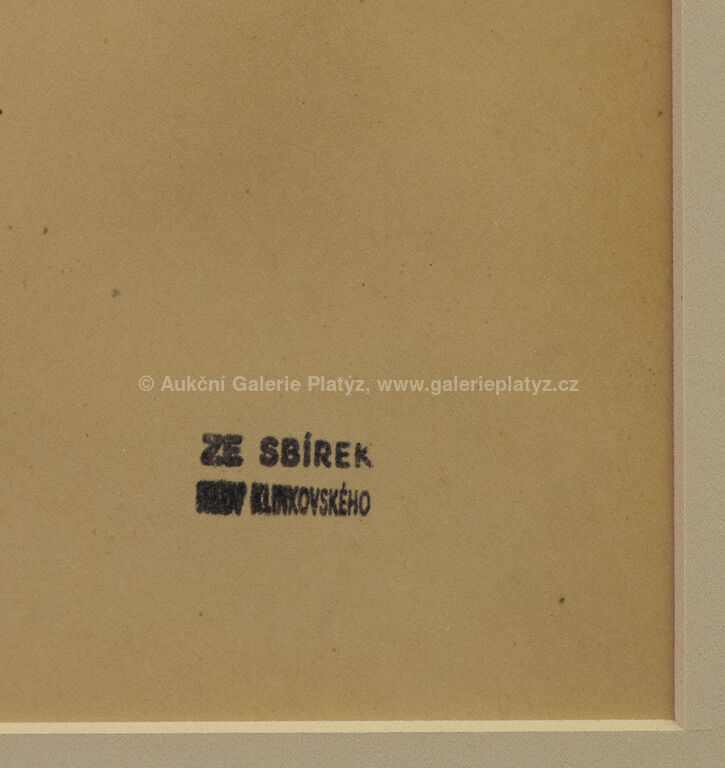 © Aukční Galerie Platýz, www.galerieplatyz.cz
ZE SBÍREK
KLINKOVSKÉHO